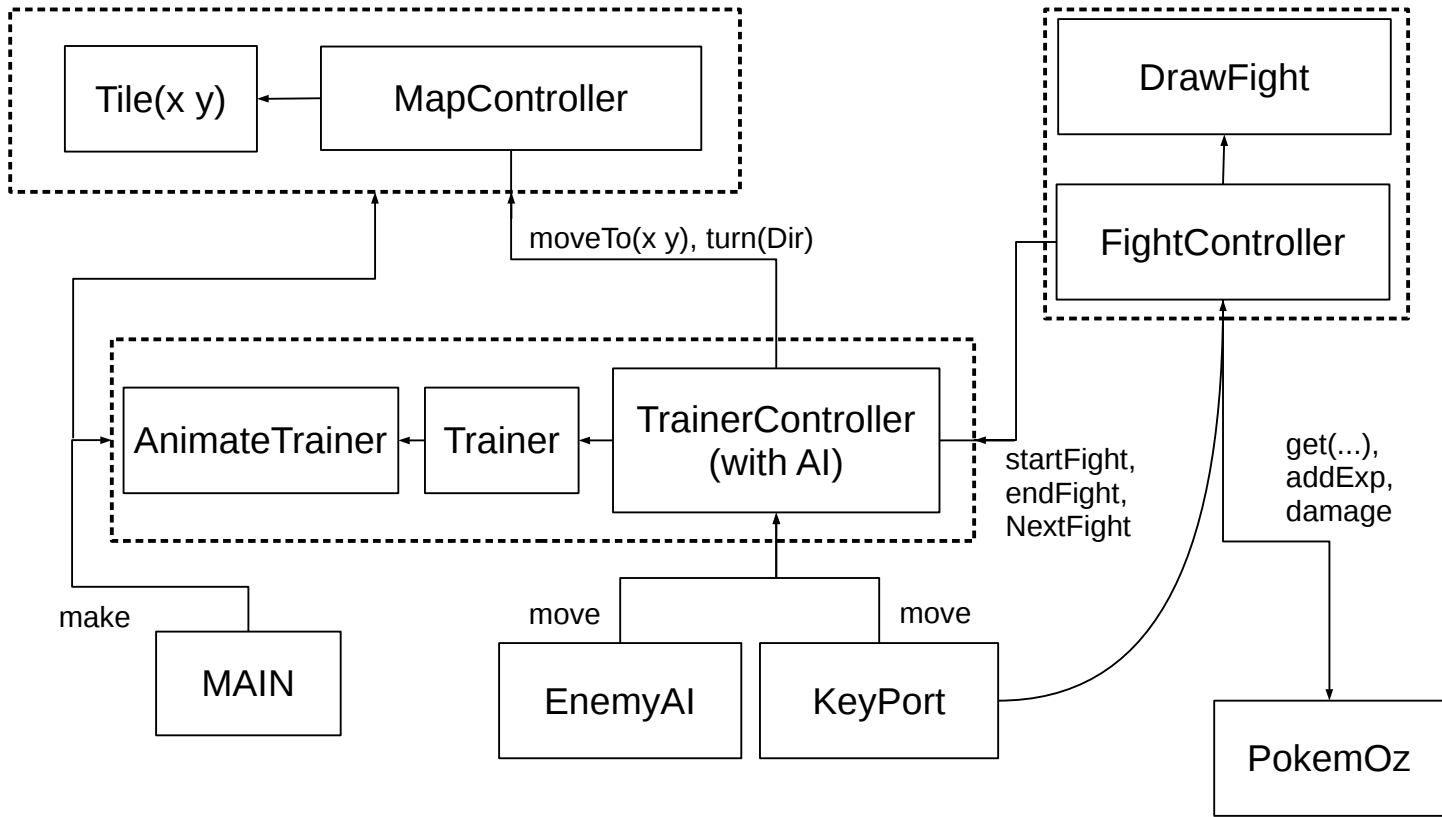 Tile(x y)
MapController
DrawFight
FightController
moveTo(x y), turn(Dir)
AnimateTrainer
Trainer
TrainerController
(with AI)
startFight,
endFight,
NextFight
get(...),
addExp,
damage
make
move
move
MAIN
EnemyAI
KeyPort
PokemOz